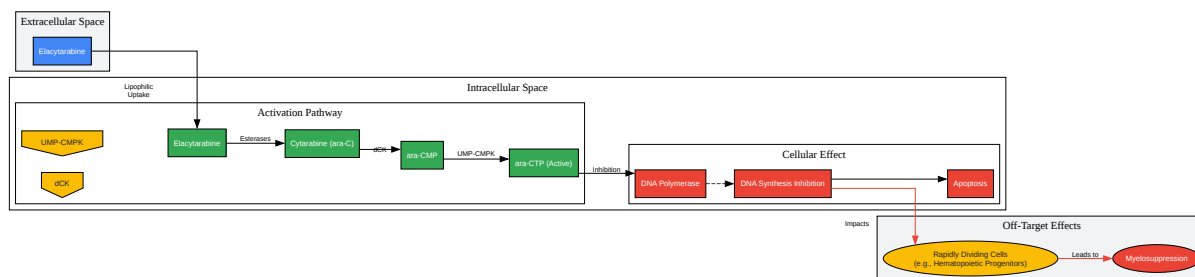 Extracellular Space
Elacytarabine
Lipophilic
Uptake
Intracellular Space
Activation Pathway
UMP-CMPK
dCK
Elacytarabine
Esterases
Cytarabine (ara-C)
dCK
ara-CMP
UMP-CMPK
ara-CTP (Active)
Inhibition
Cellular Effect
DNA Polymerase
DNA Synthesis Inhibition
Apoptosis
Impacts
Off-Target Effects
Rapidly Dividing Cells
(e.g., Hematopoietic Progenitors)
Leads to
Myelosuppression